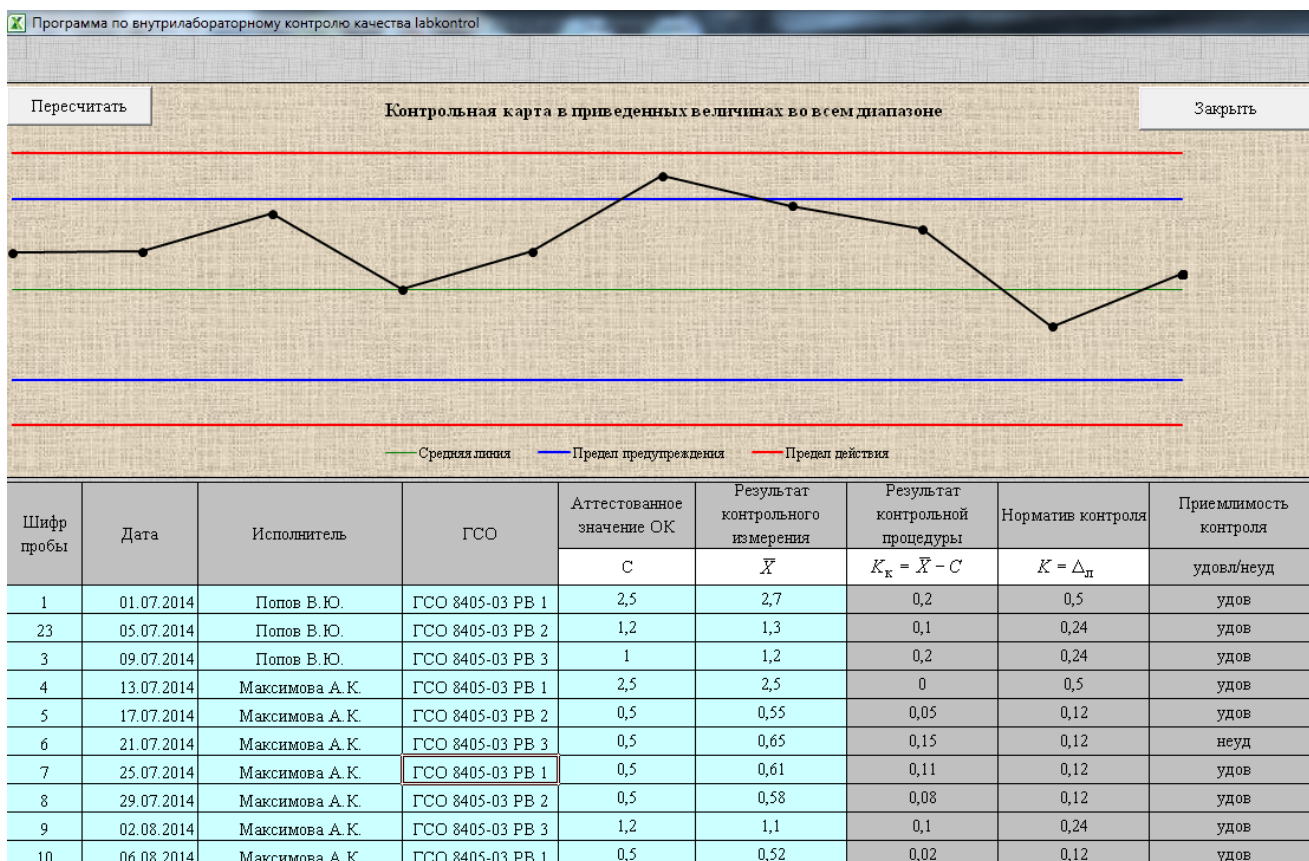 Программа по внутрилабораторному контролю качества labkontrol
Пересчитать
Контрольная карта в приведенных величинах во всем диапазоне
Закрыть
Средняя линия Предел предупреждения Предел действия
Шифр пробы Дата Исполнитель ГСО Аттестованное значение ОК Результат контрольного измерения Результат контрольной процедуры Норматив контроля Приемлимость контроля
C X̅ Kк = X̅ − C K = Δл удовл/неуд
1 01.07.2014 Попов В.Ю. ГСО 8405-03 РВ 1 2,5 2,7 0,2 0,5 удов
23 05.07.2014 Попов В.Ю. ГСО 8405-03 РВ 2 1,2 1,3 0,1 0,24 удов
3 09.07.2014 Попов В.Ю. ГСО 8405-03 РВ 3 1 1,2 0,2 0,24 удов
4 13.07.2014 Максимова А.К. ГСО 8405-03 РВ 1 2,5 2,5 0 0,5 удов
5 17.07.2014 Максимова А.К. ГСО 8405-03 РВ 2 0,5 0,55 0,05 0,12 удов
6 21.07.2014 Максимова А.К. ГСО 8405-03 РВ 3 0,5 0,65 0,15 0,12 неуд
7 25.07.2014 Максимова А.К. ГСО 8405-03 РВ 1 0,5 0,61 0,11 0,12 удов
8 29.07.2014 Максимова А.К. ГСО 8405-03 РВ 2 0,5 0,58 0,08 0,12 удов
9 02.08.2014 Максимова А.К. ГСО 8405-03 РВ 3 1,2 1,1 0,1 0,24 удов
10 06.08.2014 Максимова А.К. ГСО 8405-03 РВ 1 0,5 0,52 0,02 0,12 удов